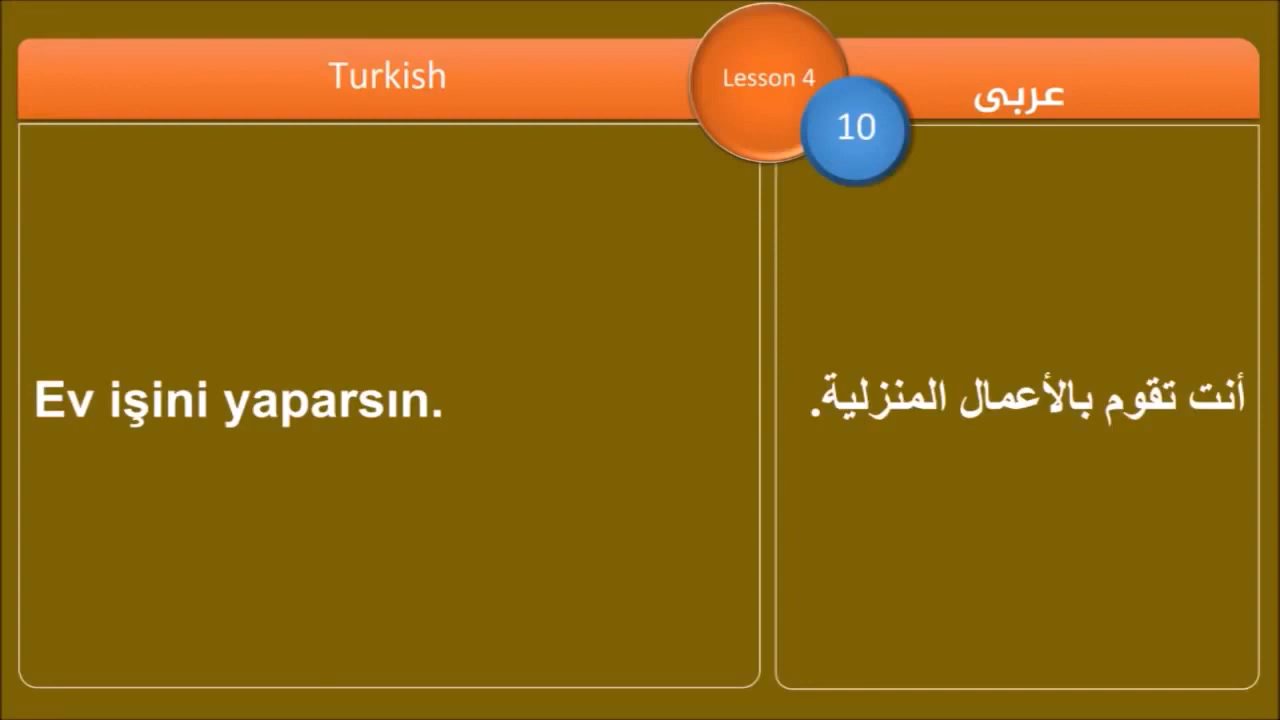 Turkish
Lesson 4
10
عربى
Ev işini yaparsın.
أنت تقوم بالأعمال المنزلية.